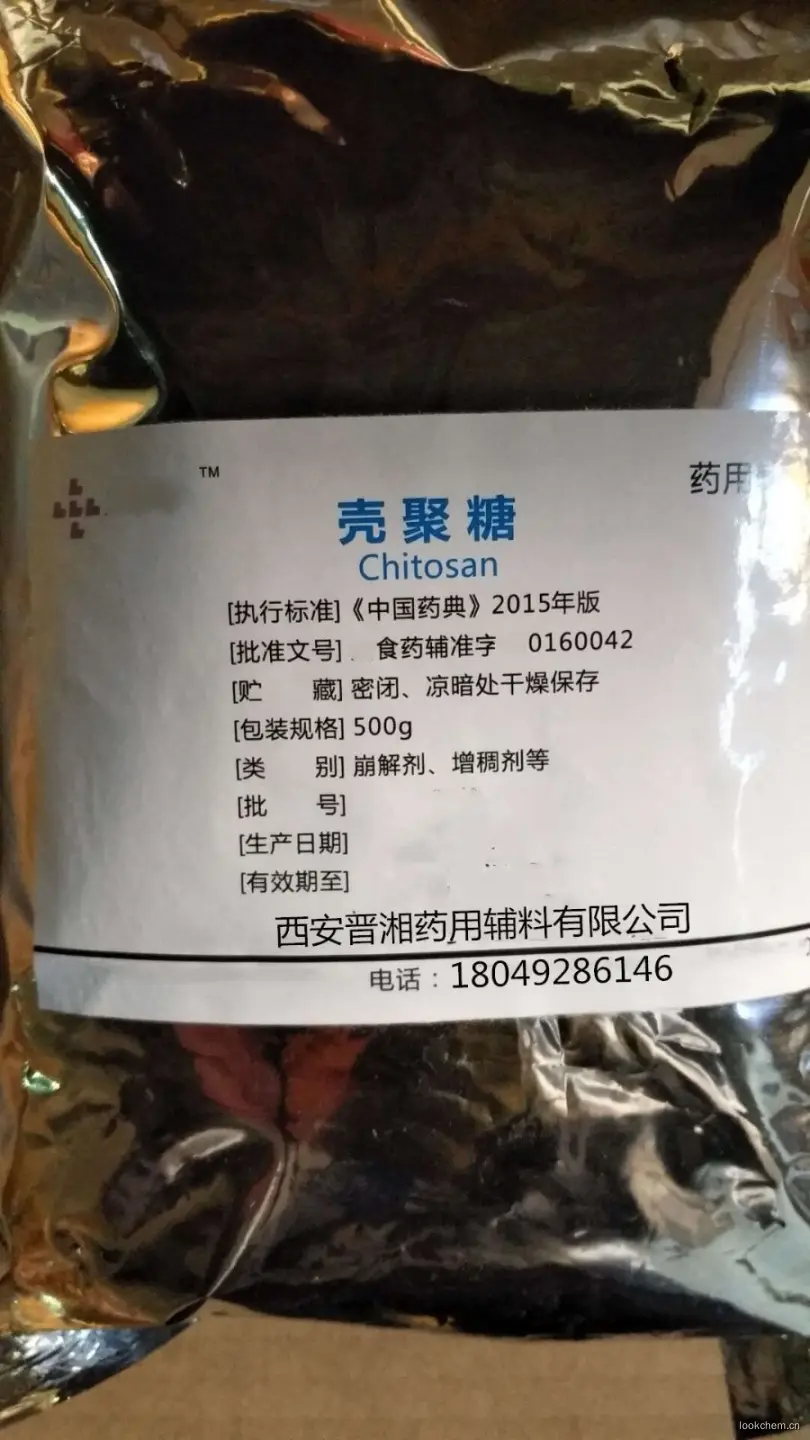 TM
药用
壳聚糖
Chitosan
[执行标准]《中国药典》2015年版
[批准文号] 食药辅准字 0160042
[贮 藏] 密闭、凉暗处干燥保存
[包装规格] 500g
[类 别] 崩解剂、增稠剂等
[批 号]
[生产日期]
[有效期至]
西安晋湘药用辅料有限公司
电话：18049286146
lookchem.cn